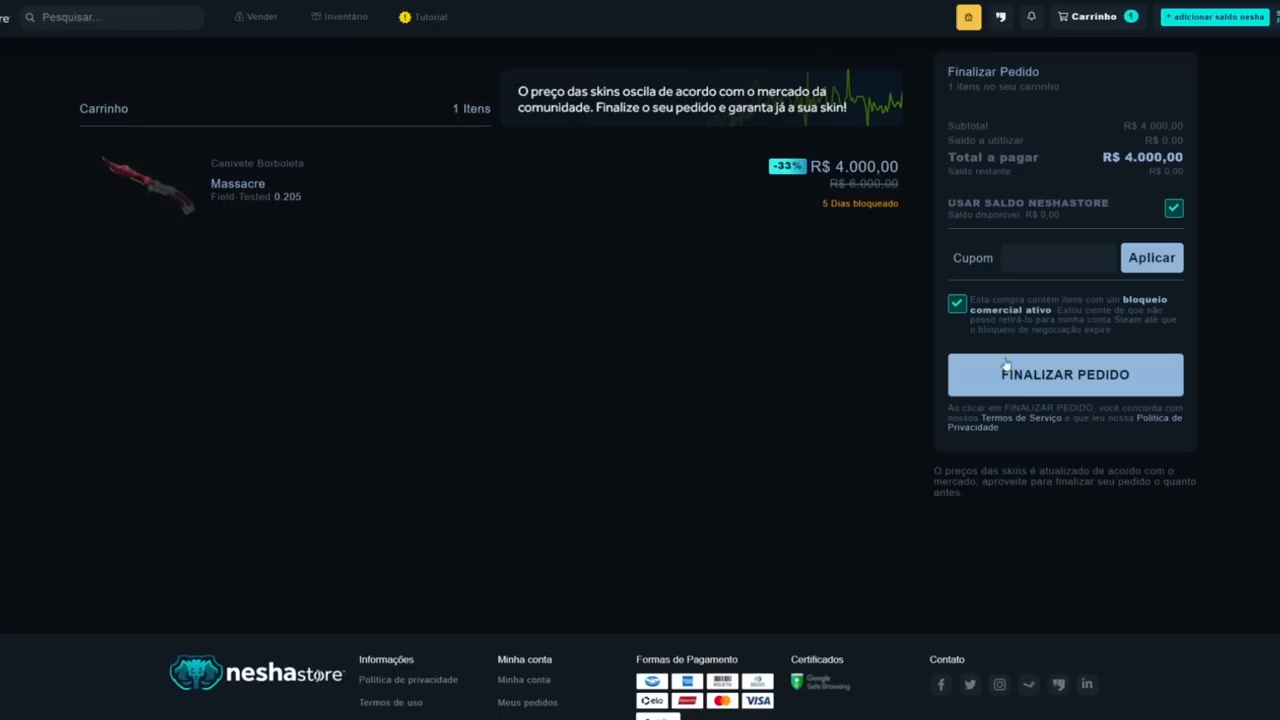 re
Pesquisar...
Vender
Inventário
Tutorial
Carrinho 1
+ adicionar saldo nesha
Carrinho
1 Itens
O preço das skins oscila de acordo com o mercado da
comunidade. Finalize o seu pedido e garanta já a sua skin!
Canivete Borboleta
Massacre
Field-Tested 0.205
-33% R$ 4.000,00
R$ 6.000,00
5 Dias bloqueado
Finalizar Pedido
1 itens no seu carrinho
Subtotal R$ 4.000,00
Saldo a utilizar R$ 0,00
Total a pagar R$ 4.000,00
Saldo restante R$ 0,00
USAR SALDO NESHASTORE
Saldo disponível R$ 0,00
Cupom Aplicar
Esta compra contém itens com um bloqueio
comercial ativo. Estou ciente de que não
posso retirá-lo para minha conta Steam até que
o bloqueio de negociação expire.
FINALIZAR PEDIDO
Ao clicar em FINALIZAR PEDIDO, você concorda com
nossos Termos de Serviço e que leu nossa Política de
Privacidade
O preços das skins é atualizado de acordo com o
mercado, aproveite para finalizar seu pedido o quanto
antes.
neshastore
Informações
Política de privacidade
Termos de uso
Minha conta
Minha conta
Meus pedidos
Formas de Pagamento
elo
VISA
Certificados
Google
Safe Browsing
Contato